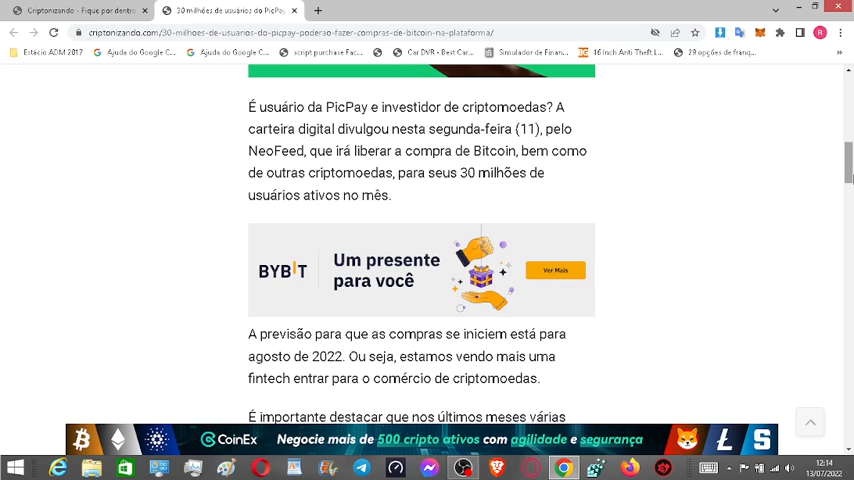 Criptonizando - Fique por dentro
30 milhões de usuários do PicPay
criptonizando.com/30-milhoes-de-usuarios-do-picpay-poderao-fazer-compras-de-bitcoin-na-plataforma/
R
Estácio ADM 2017
Ajuda do Google C...
Ajuda do Google C...
script purchase Fac...
Car DVR - Best Car...
Simulador de Finan...
16 Inch Anti Theft L...
29 opções de franq...
É usuário da PicPay e investidor de criptomoedas? A
carteira digital divulgou nesta segunda-feira (11), pelo
NeoFeed, que irá liberar a compra de Bitcoin, bem como
de outras criptomoedas, para seus 30 milhões de
usuários ativos no mês.
BYBIT
Um presente
para você
Ver Mais
A previsão para que as compras se iniciem está para
agosto de 2022. Ou seja, estamos vendo mais uma
fintech entrar para o comércio de criptomoedas.
É importante destacar que nos últimos meses várias
CoinEx
Negocie mais de 500 cripto ativos com agilidade e segurança
12:14
13/07/2022